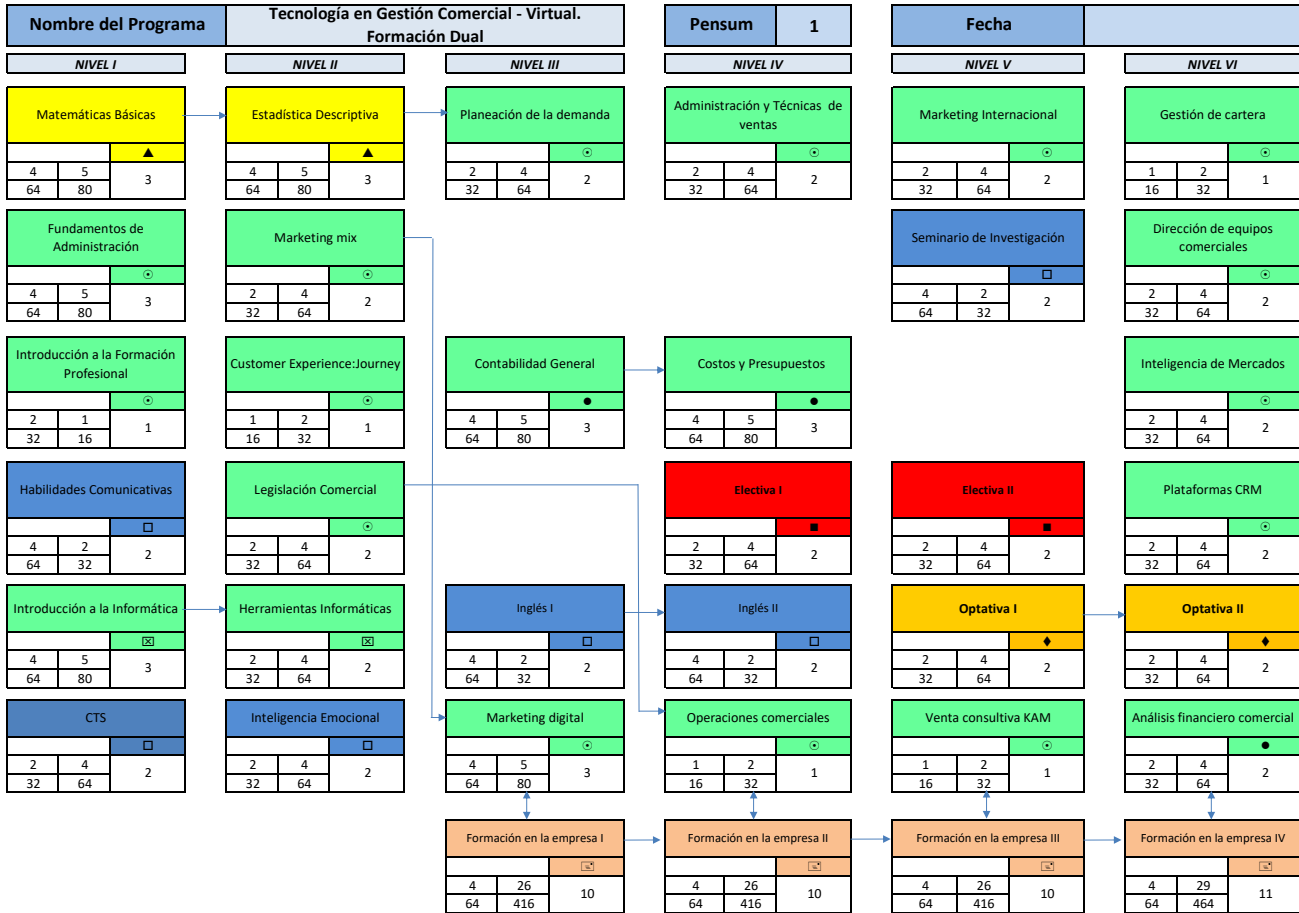 Nombre del Programa
Tecnología en Gestión Comercial - Virtual.
Formación Dual
Pensum
1
Fecha
NIVEL I
NIVEL II
NIVEL III
NIVEL IV
NIVEL V
NIVEL VI
Matemáticas Básicas
▲
4 5
64 80
3
Estadística Descriptiva
▲
4 5
64 80
3
Planeación de la demanda
⊙
2 4
32 64
2
Administración y Técnicas de
ventas
⊙
2 4
32 64
2
Marketing Internacional
⊙
2 4
32 64
2
Gestión de cartera
⊙
1 2
16 32
1
Fundamentos de
Administración
⊙
4 5
64 80
3
Marketing mix
⊙
2 4
32 64
2
Seminario de Investigación
□
4 2
64 32
2
Dirección de equipos
comerciales
⊙
2 4
32 64
2
Introducción a la Formación
Profesional
⊙
2 1
32 16
1
Customer Experience:Journey
⊙
1 2
16 32
1
Contabilidad General
●
4 5
64 80
3
Costos y Presupuestos
●
4 5
64 80
3
Inteligencia de Mercados
⊙
2 4
32 64
2
Habilidades Comunicativas
□
4 2
64 32
2
Legislación Comercial
⊙
2 4
32 64
2
Electiva I
■
2 4
32 64
2
Electiva II
■
2 4
32 64
2
Plataformas CRM
⊙
2 4
32 64
2
Introducción a la Informática
☒
4 5
64 80
3
Herramientas Informáticas
☒
2 4
32 64
2
Inglés I
□
4 2
64 32
2
Inglés II
□
4 2
64 32
2
Optativa I
♦
2 4
32 64
2
Optativa II
♦
2 4
32 64
2
CTS
□
2 4
32 64
2
Inteligencia Emocional
□
2 4
32 64
2
Marketing digital
⊙
4 5
64 80
3
Operaciones comerciales
⊙
1 2
16 32
1
Venta consultiva KAM
⊙
1 2
16 32
1
Análisis financiero comercial
●
2 4
32 64
2
Formación en la empresa I
4 26
64 416
10
Formación en la empresa II
4 26
64 416
10
Formación en la empresa III
4 26
64 416
10
Formación en la empresa IV
4 29
64 464
11